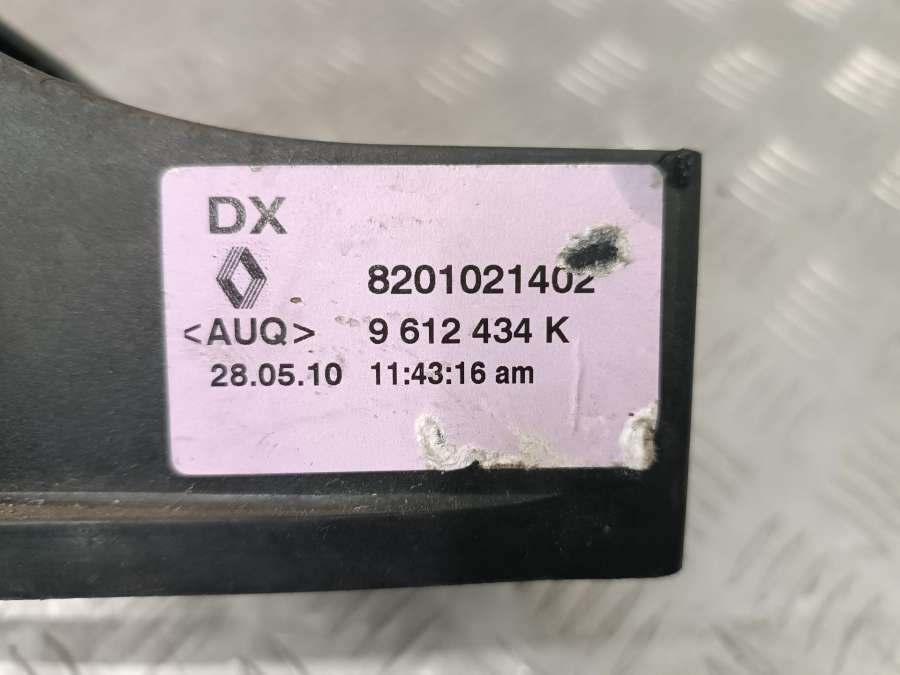 DX
8201021402
<AUQ> 9 612 434 K
28.05.10 11:43:16 am